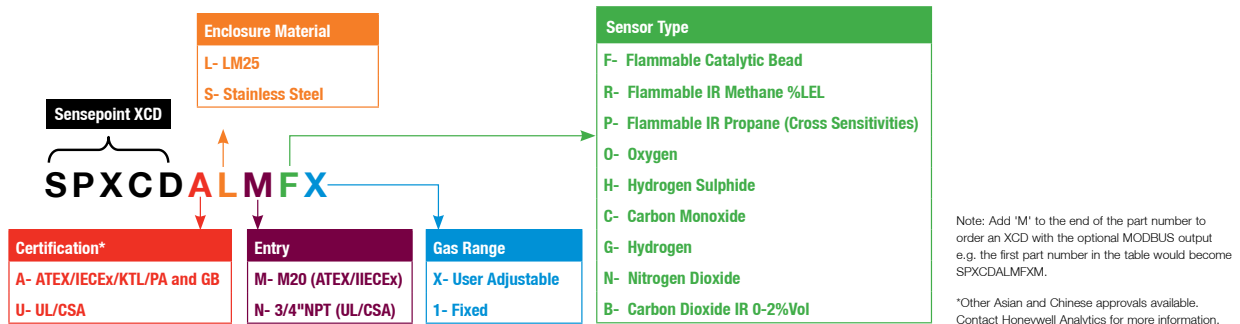 Enclosure Material
L- LM25
S- Stainless Steel
Sensepoint XCD
SPXCDALMFX
Certification*
A- ATEX/IECEx/KTL/PA and GB
U- UL/CSA
Entry
M- M20 (ATEX/IIECEx)
N- 3/4"NPT (UL/CSA)
Gas Range
X- User Adjustable
1- Fixed
Sensor Type
F- Flammable Catalytic Bead
R- Flammable IR Methane %LEL
P- Flammable IR Propane (Cross Sensitivities)
O- Oxygen
H- Hydrogen Sulphide
C- Carbon Monoxide
G- Hydrogen
N- Nitrogen Dioxide
B- Carbon Dioxide IR 0-2%Vol
Note: Add 'M' to the end of the part number to
order an XCD with the optional MODBUS output
e.g. the first part number in the table would become
SPXCDALMFXM.
*Other Asian and Chinese approvals available.
Contact Honeywell Analytics for more information.